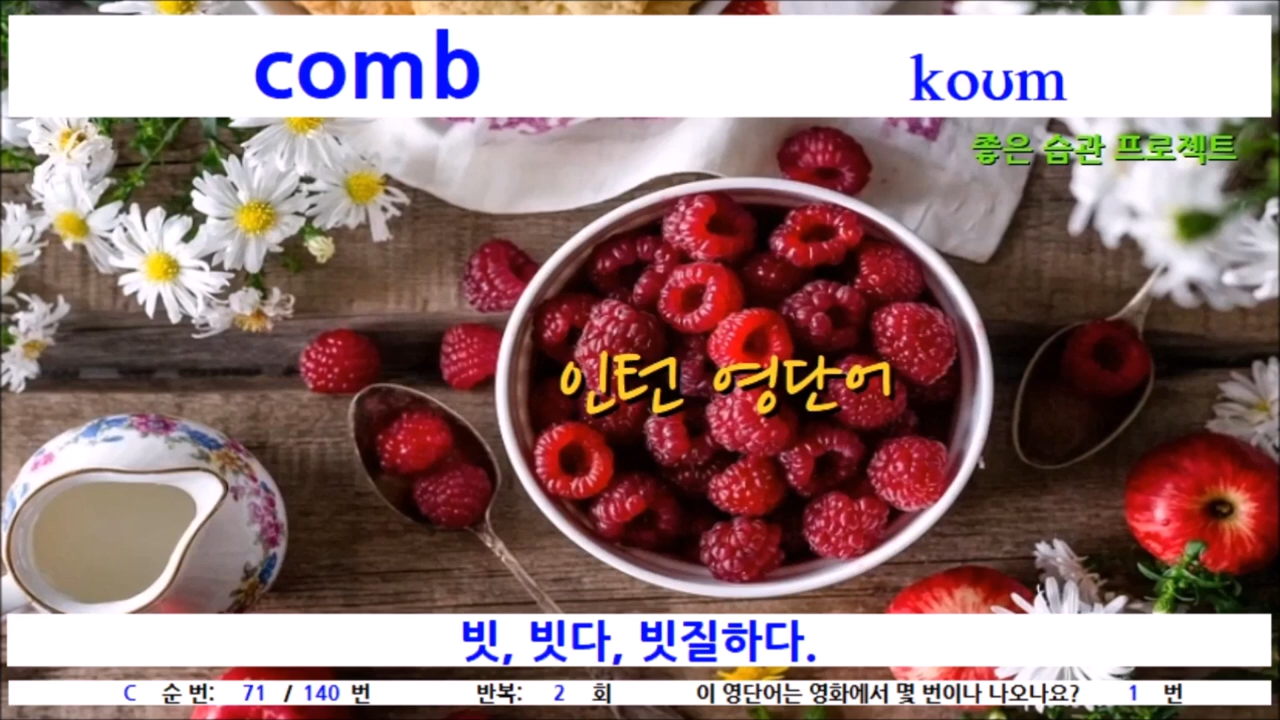 comb koʊm
좋은 습관 프로젝트
인턴 영단어
빗, 빗다, 빗질하다.
C 순 번: 71 / 140 번 반복: 2 회 이 영단어는 영화에서 몇 번이나 나오나요? 1 번